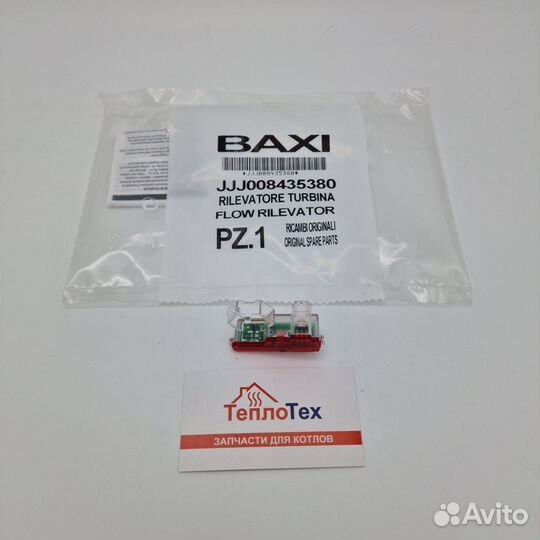 BAXI
*JJJ008435380*
JJJ008435380
RILEVATORE TURBINA
FLOW RILEVATOR
PZ.1
RICAMBI ORIGINALI
ORIGINAL SPARE PARTS
ТеплоТех
ЗАПЧАСТИ ДЛЯ КОТЛОВ
Avito